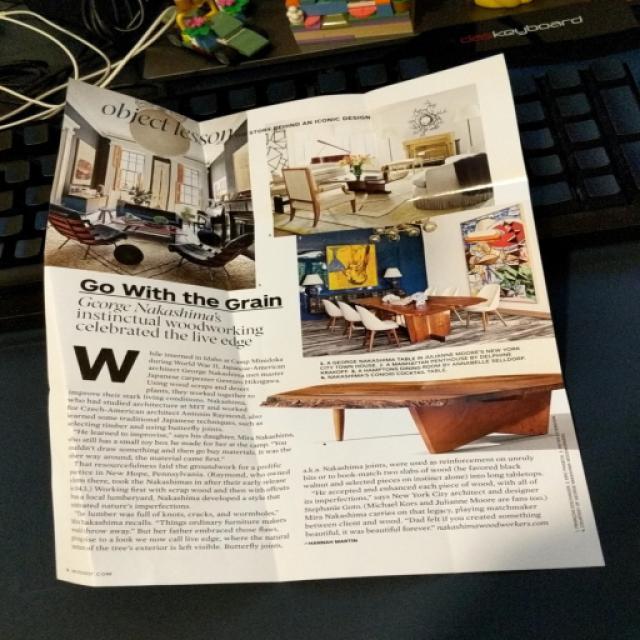 das keyboard
object lesson
STORY BEHIND AN ICONIC DESIGN
Go With the Grain
George Nakashima's
instinctual woodworking
celebrated the live edge
1. A GEORGE NAKASHIMA TABLE IN JULIANNE MOORE'S NEW YORK
CITY TOWN HOUSE. 2. A MANHATTAN PENTHOUSE BY DELPHINE
KRAKOFF. 3. A HAMPTONS DINING ROOM BY ANNABELLE SELLDORF.
4. NAKASHIMA'S CONOID COCKTAIL TABLE.
While interned in Idaho at Camp Minidoka
during World War II, Japanese-American
architect George Nakashima met master
Japanese carpenter Gentaro Hikogawa.
Using wood scraps and desert
plants, they worked together to
improve their stark living conditions. Nakashima,
who had studied architecture at MIT and worked
for Czech-American architect Antonin Raymond, also
learned some traditional Japanese techniques, such as
selecting timber and using butterfly joints.
"He learned to improvise," says his daughter, Mira Nakashima,
who still has a small toy box he made for her at the camp. "You
couldn't draw something and then go buy materials, it was the
other way around, the material came first."
That resourcefulness laid the groundwork for a prolific
practice in New Hope, Pennsylvania. (Raymond, who owned
there, took the Nakashimas in after their early release
Working first with scrap wood and then with offcuts
a local lumberyard, Nakashima developed a style that
nature's imperfections.
lumber was full of knots, cracks, and wormholes,"
Nakashima recalls. "Things ordinary furniture makers
throw away." But her father embraced those flaws,
rise to a look we now call live edge, where the natural
of the tree's exterior is left visible. Butterfly joints,
a.k.a. Nakashima joints, were used as reinforcement on unruly
bits or to book-match two slabs of wood (he favored black
walnut and selected pieces on instinct alone) into long tabletops.
"He accepted and enhanced each piece of wood, with all of
its imperfections," says New York City architect and designer
Stephanie Goto. (Michael Kors and Julianne Moore are fans too.)
Mira Nakashima carries on that legacy, playing matchmaker
between client and wood. "Dad felt if you created something
beautiful, it was beautiful forever." nakashimawoodworkers.com
—HANNAH MARTIN